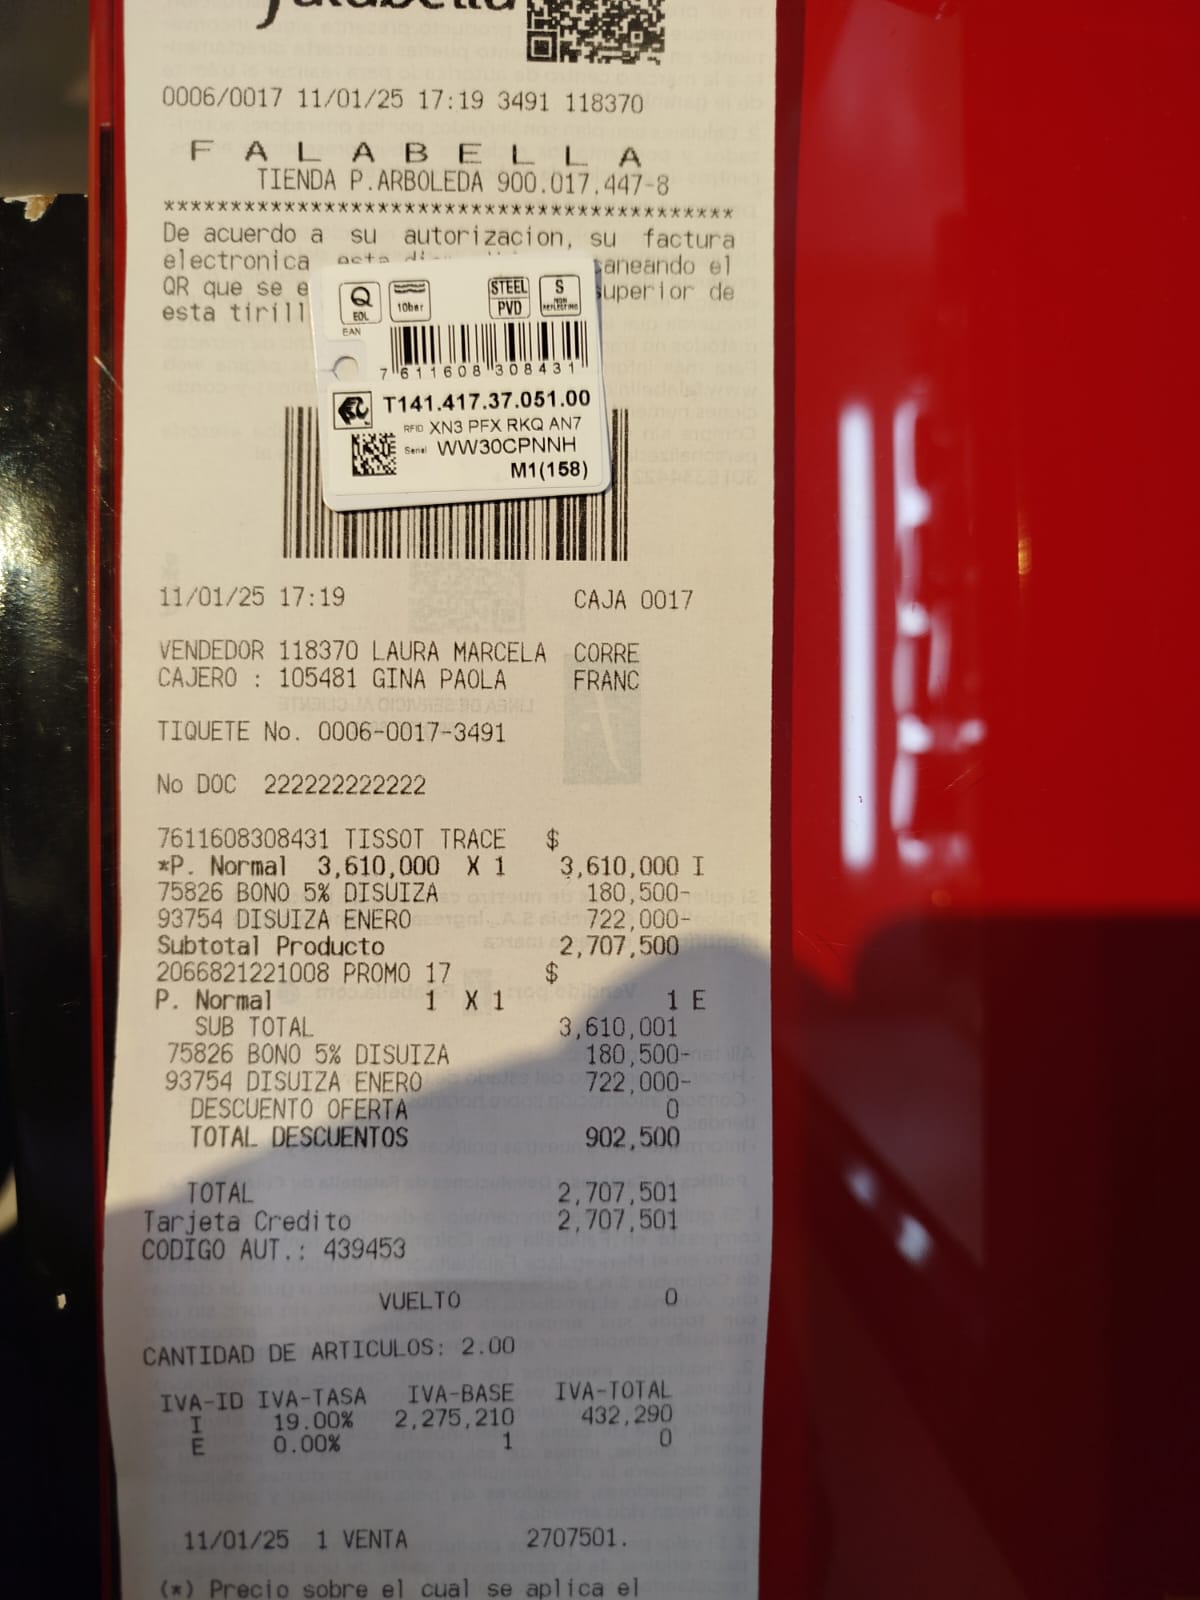 falabella
0006/0017 11/01/25 17:19 3491 118370
F A L A B E L L A
TIENDA P.ARBOLEDA 900.017.447-8
*******************************************
De acuerdo a su autorizacion, su factura
electronica esta caneando el
QR que se e superior de
esta tirill
Q EOL
10bar
STEEL PVD
S NON REFLECTING
EAN
7 611608 308431
T141.417.37.051.00
RFID XN3 PFX RKQ AN7
Serial WW30CPNNH
M1(158)
11/01/25 17:19 CAJA 0017
VENDEDOR 118370 LAURA MARCELA CORRE
CAJERO : 105481 GINA PAOLA FRANC
TIQUETE No. 0006-0017-3491
No DOC 222222222222
7611608308431 TISSOT TRACE $
*P. Normal 3,610,000 X 1 3,610,000 I
75826 BONO 5% DISUIZA 180,500-
93754 DISUIZA ENERO 722,000-
Subtotal Producto 2,707,500
2066821221008 PROMO 17 $
P. Normal 1 X 1 1 E
SUB TOTAL 3,610,001
75826 BONO 5% DISUIZA 180,500-
93754 DISUIZA ENERO 722,000-
DESCUENTO OFERTA 0
TOTAL DESCUENTOS 902,500
TOTAL 2,707,501
Tarjeta Credito 2,707,501
CODIGO AUT.: 439453
VUELTO 0
CANTIDAD DE ARTICULOS: 2.00
IVA-ID IVA-TASA IVA-BASE IVA-TOTAL
I 19.00% 2,275,210 432,290
E 0.00% 1 0
11/01/25 1 VENTA 2707501.
(*) Precio sobre el cual se aplica el